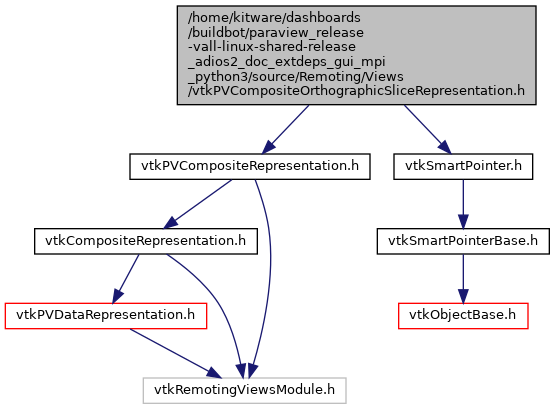 /home/kitware/dashboards
/buildbot/paraview_release
-vall-linux-shared-release
_adios2_doc_extdeps_gui_mpi
_python3/source/Remoting/Views
/vtkPVCompositeOrthographicSliceRepresentation.h
vtkPVCompositeRepresentation.h
vtkSmartPointer.h
vtkCompositeRepresentation.h
vtkSmartPointerBase.h
vtkPVDataRepresentation.h
vtkObjectBase.h
vtkRemotingViewsModule.h